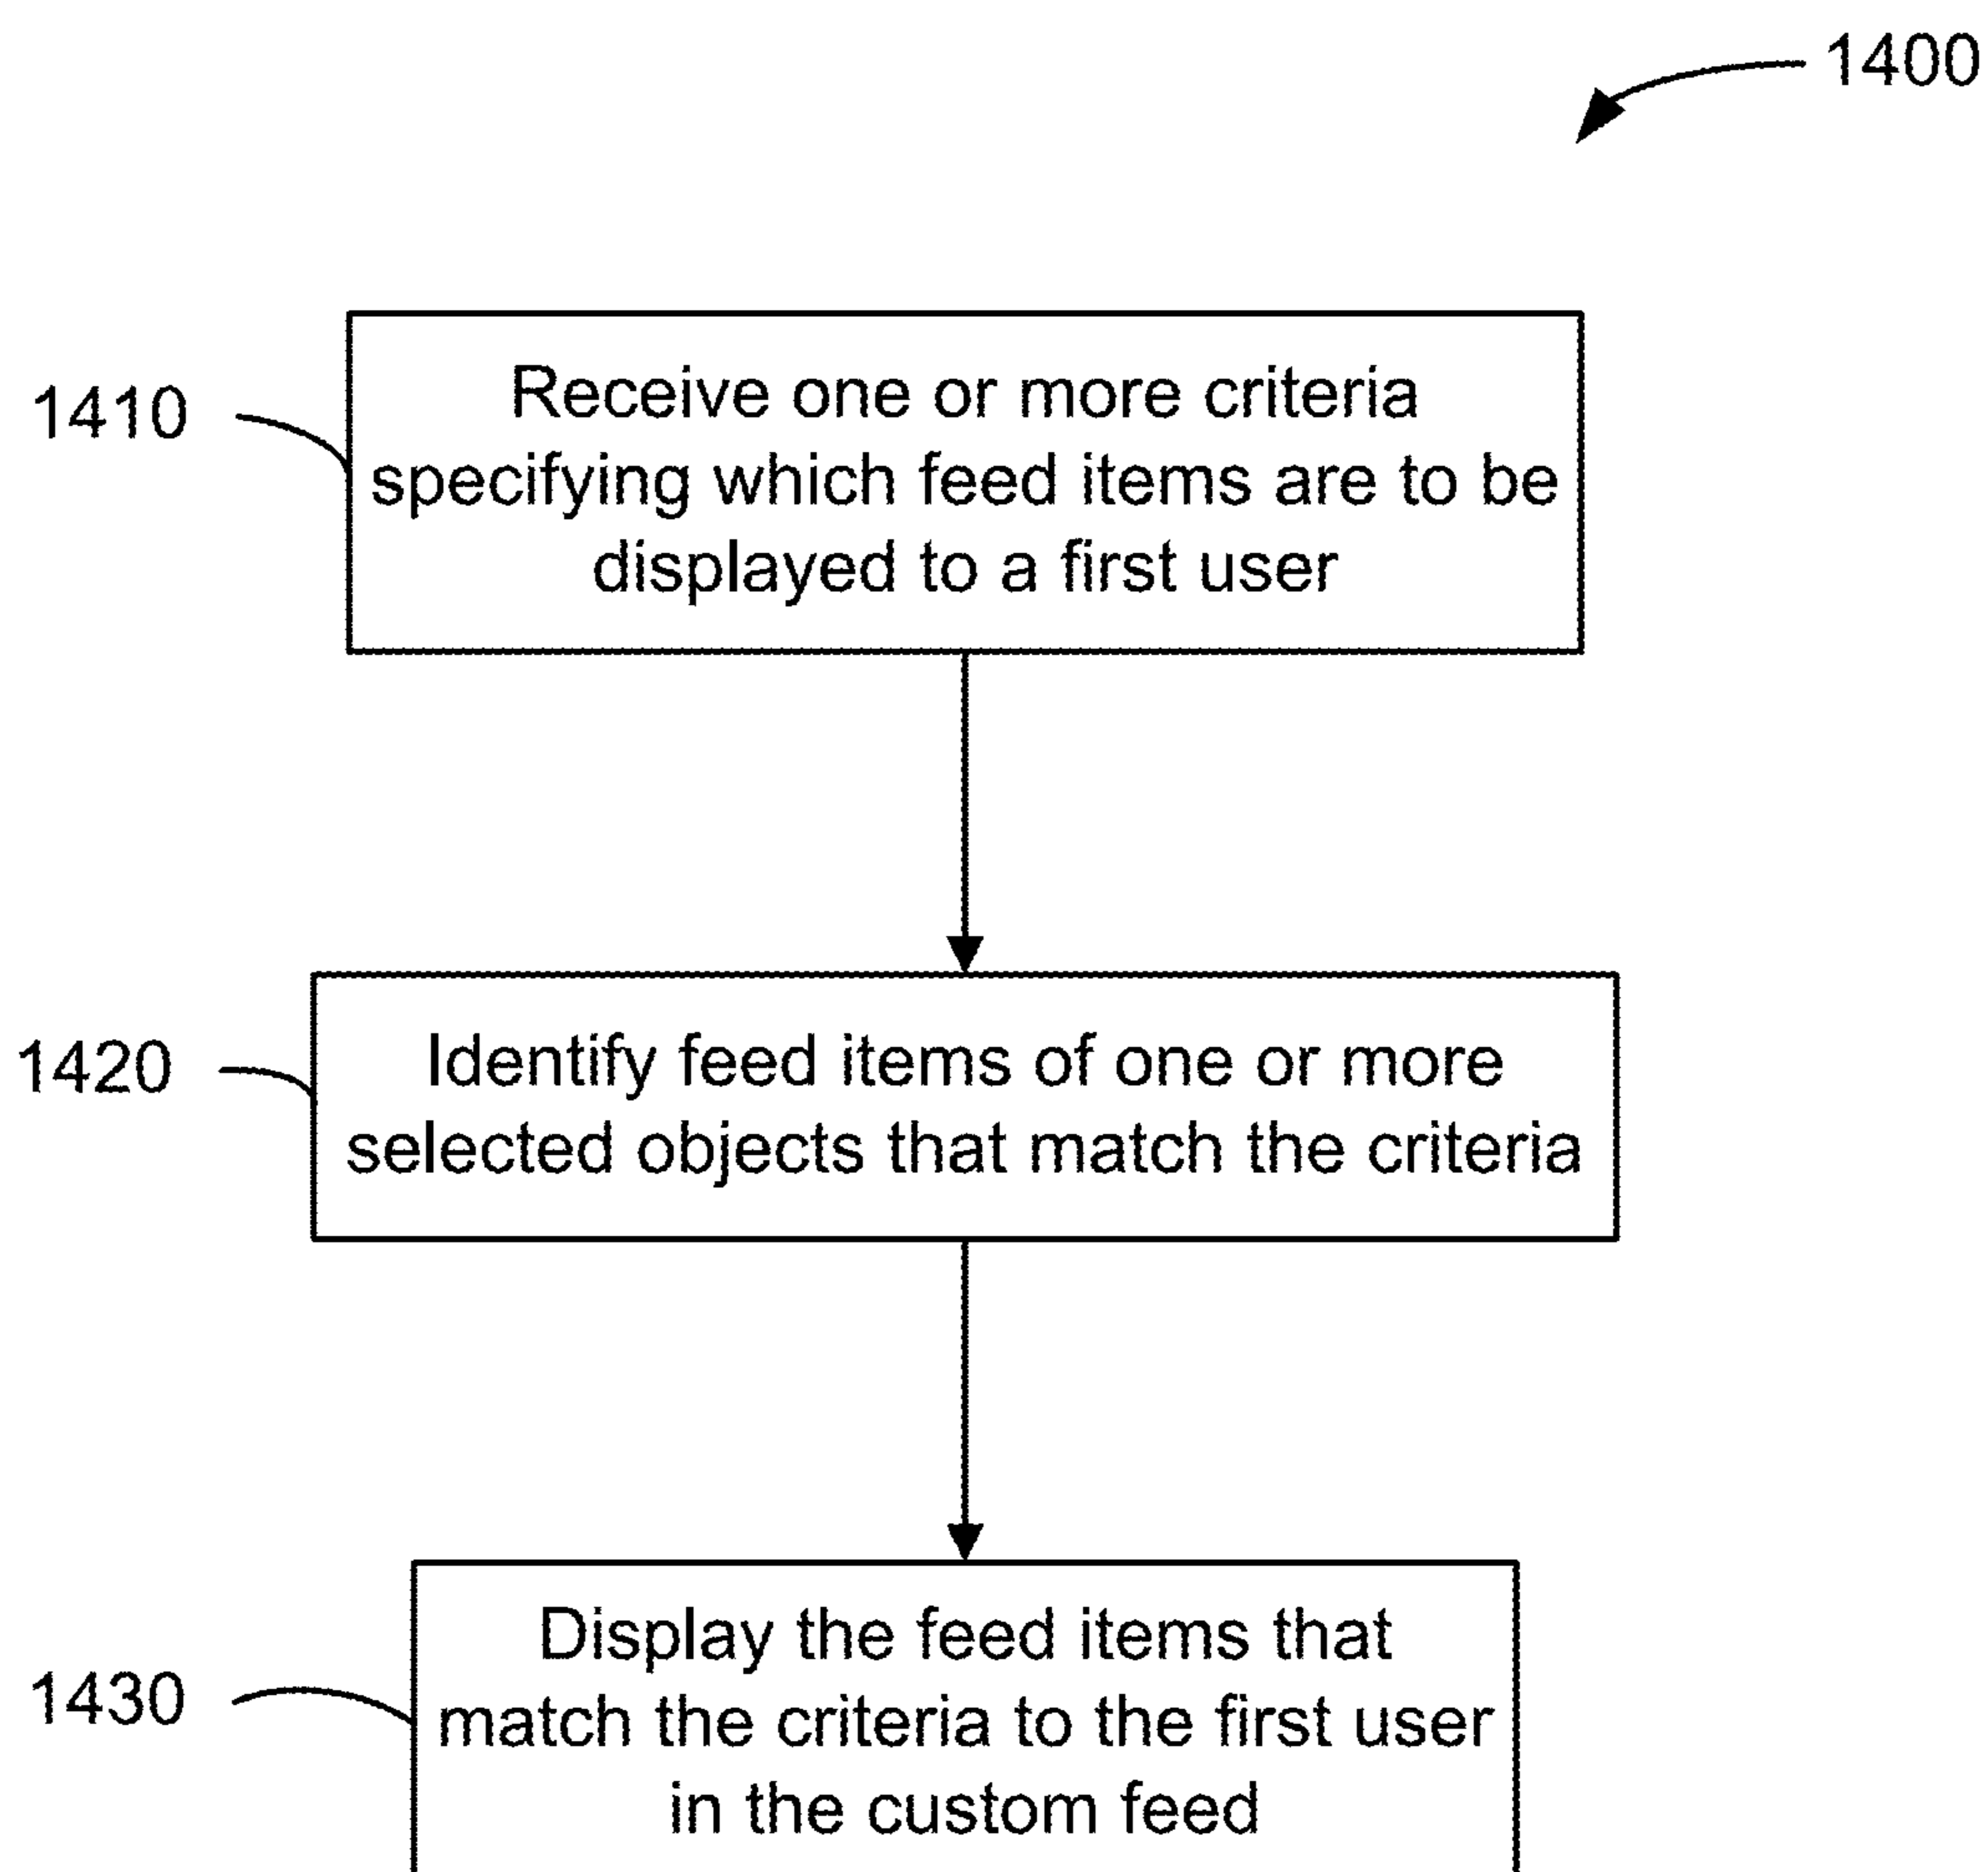 1400
1410
Receive one or more criteria
specifying which feed items are to be
displayed to a first user
1420
Identify feed items of one or more
selected objects that match the criteria
1430
Display the feed items that
match the criteria to the first user
in the custom feed